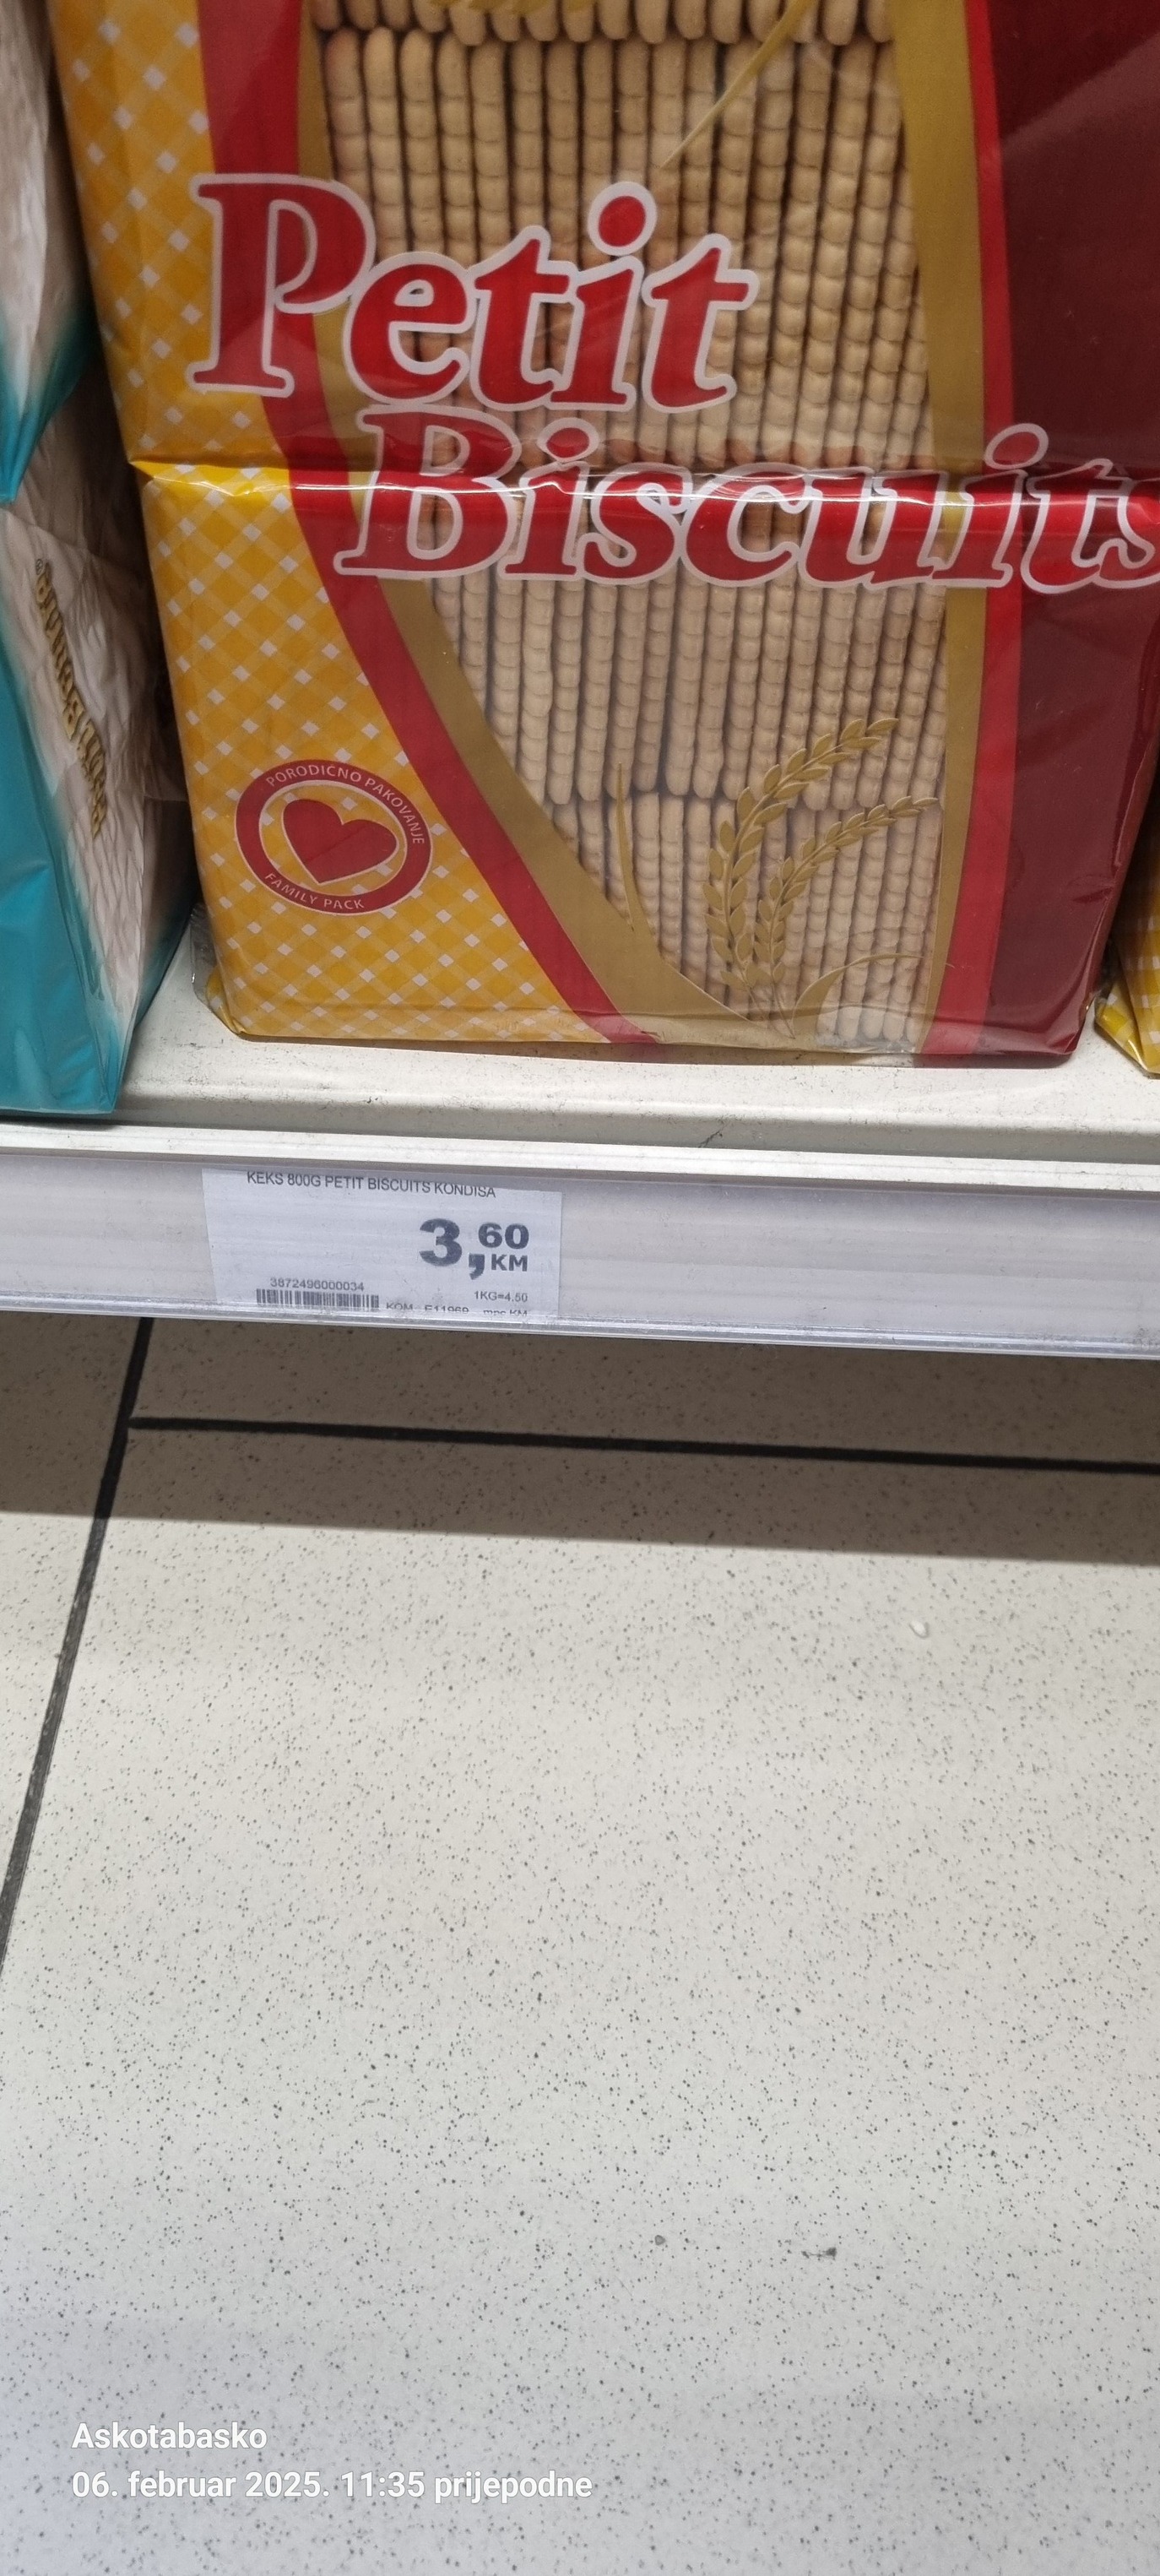 Petit
Biscuits
PORODIČNO PAKOVANJE
FAMILY PACK
KEKS 800G PETIT BISCUITS KONDISA
3,60
KM
3872496000034
1KG=4.50
KOM
Askotabasko
06. februar 2025. 11:35 prijepodne